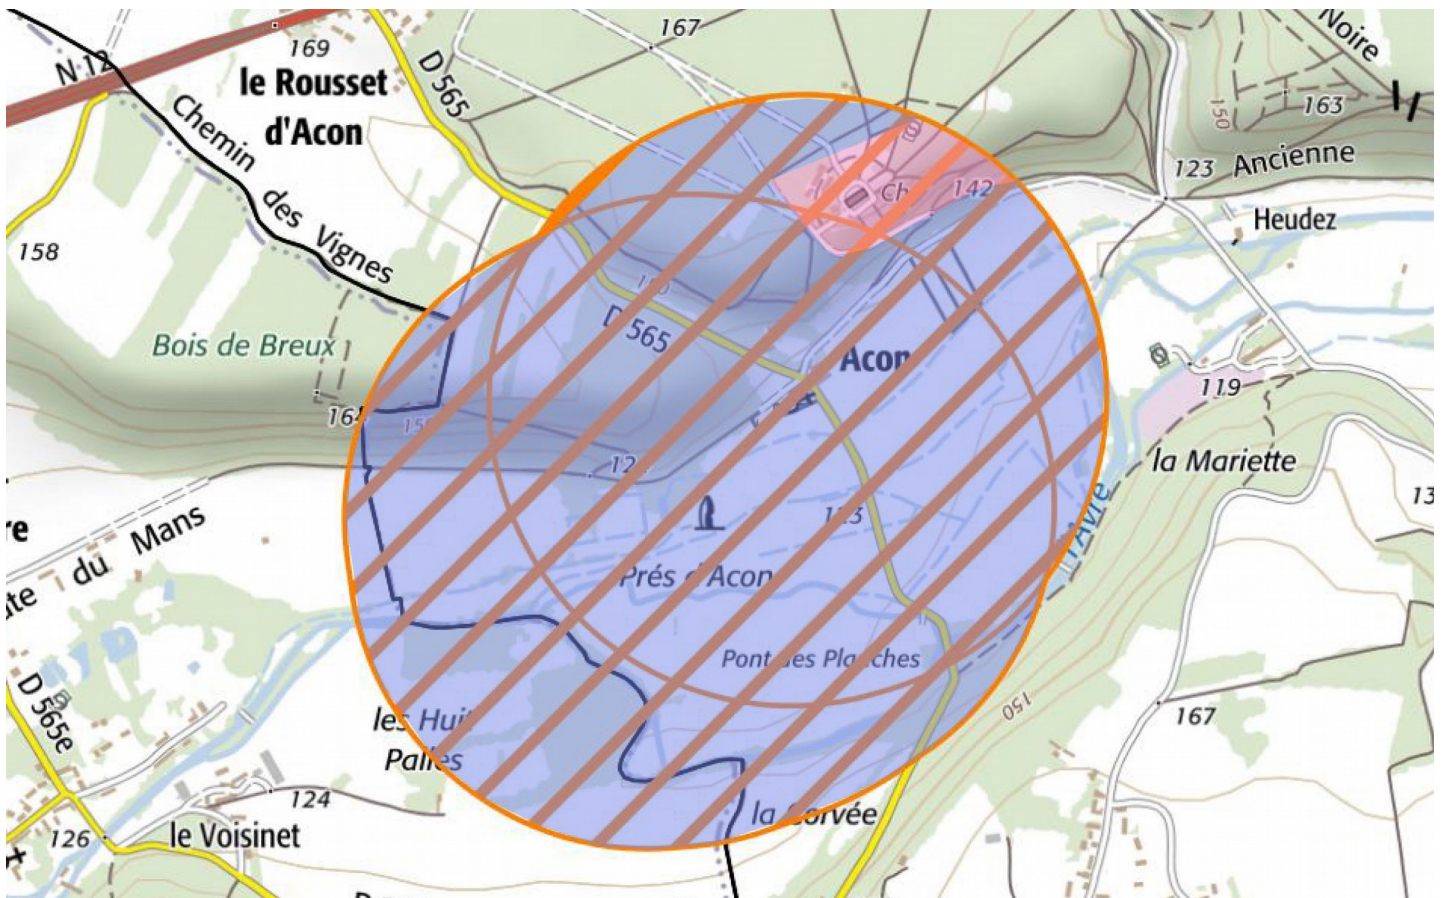 167
Noire
169
N 12
le Rousset
d'Acon
D 565
150
163
Chemin
des
Vignes
123
Ancienne
142
Ch
158
Heudez
D 565
Bois de Breux
Acon
119
164
la Mariette
du Mans
l'Avre
Prés d'Acon
Pont des Planches
150
D 565e
les Huit
Palles
167
124
la Corvée
126
le Voisinet